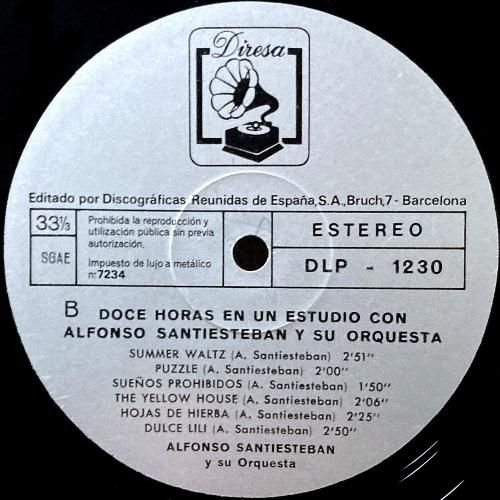 Diresa
Editado por Discográficas Reunidas de España,S.A.,Bruch,7 - Barcelona
33⅓
Prohibida la reproducción y
utilización pública sin previa
autorización.
SGAE
Impuesto de lujo a metálico
nº:7234
ESTEREO
DLP - 1230
B DOCE HORAS EN UN ESTUDIO CON
ALFONSO SANTIESTEBAN Y SU ORQUESTA
SUMMER WALTZ (A. Santiesteban) 2'51"
PUZZLE (A. Santiesteban) 2'00"
SUEÑOS PROHIBIDOS (A. Santiesteban) 1'50"
THE YELLOW HOUSE (A. Santiesteban) 2'06"
HOJAS DE HIERBA (A. Santiesteban) 2'25"
DULCE LILI (A. Santiesteban) 2'50"
ALFONSO SANTIESTEBAN
y su Orquesta